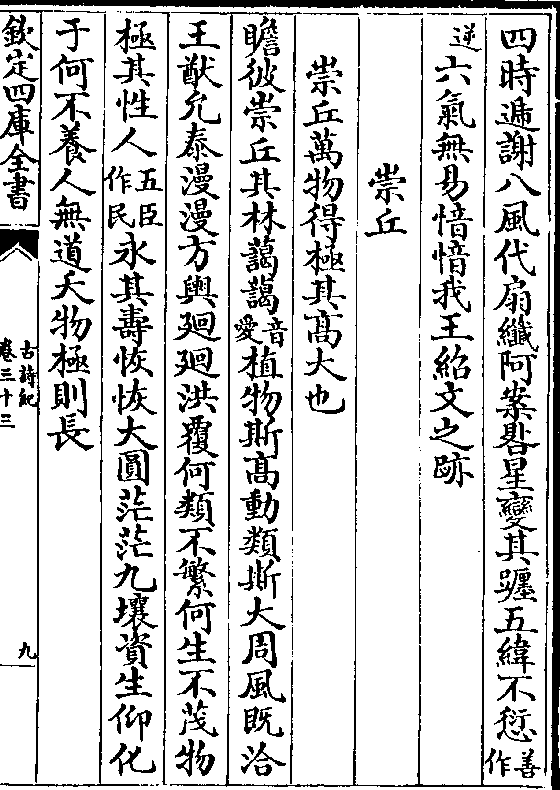 四時遞謝八風代扇纖阿案晷星變其躔五緯不愆善作
逆六氣無易愔愔我王紹文之跡
崇丘
崇丘萬物得極其髙大也
瞻彼崇丘其林藹藹音愛植物斯髙動類斯大周風既洽
王猷允泰漫漫方輿廻廻洪覆何類不繁何生不茂物
極其性人五臣作民永其壽恢恢大圓茫茫九壤資生仰化
于何不養人無道夭物極則長
欽定四庫全書
古詩紀
卷三十三
九